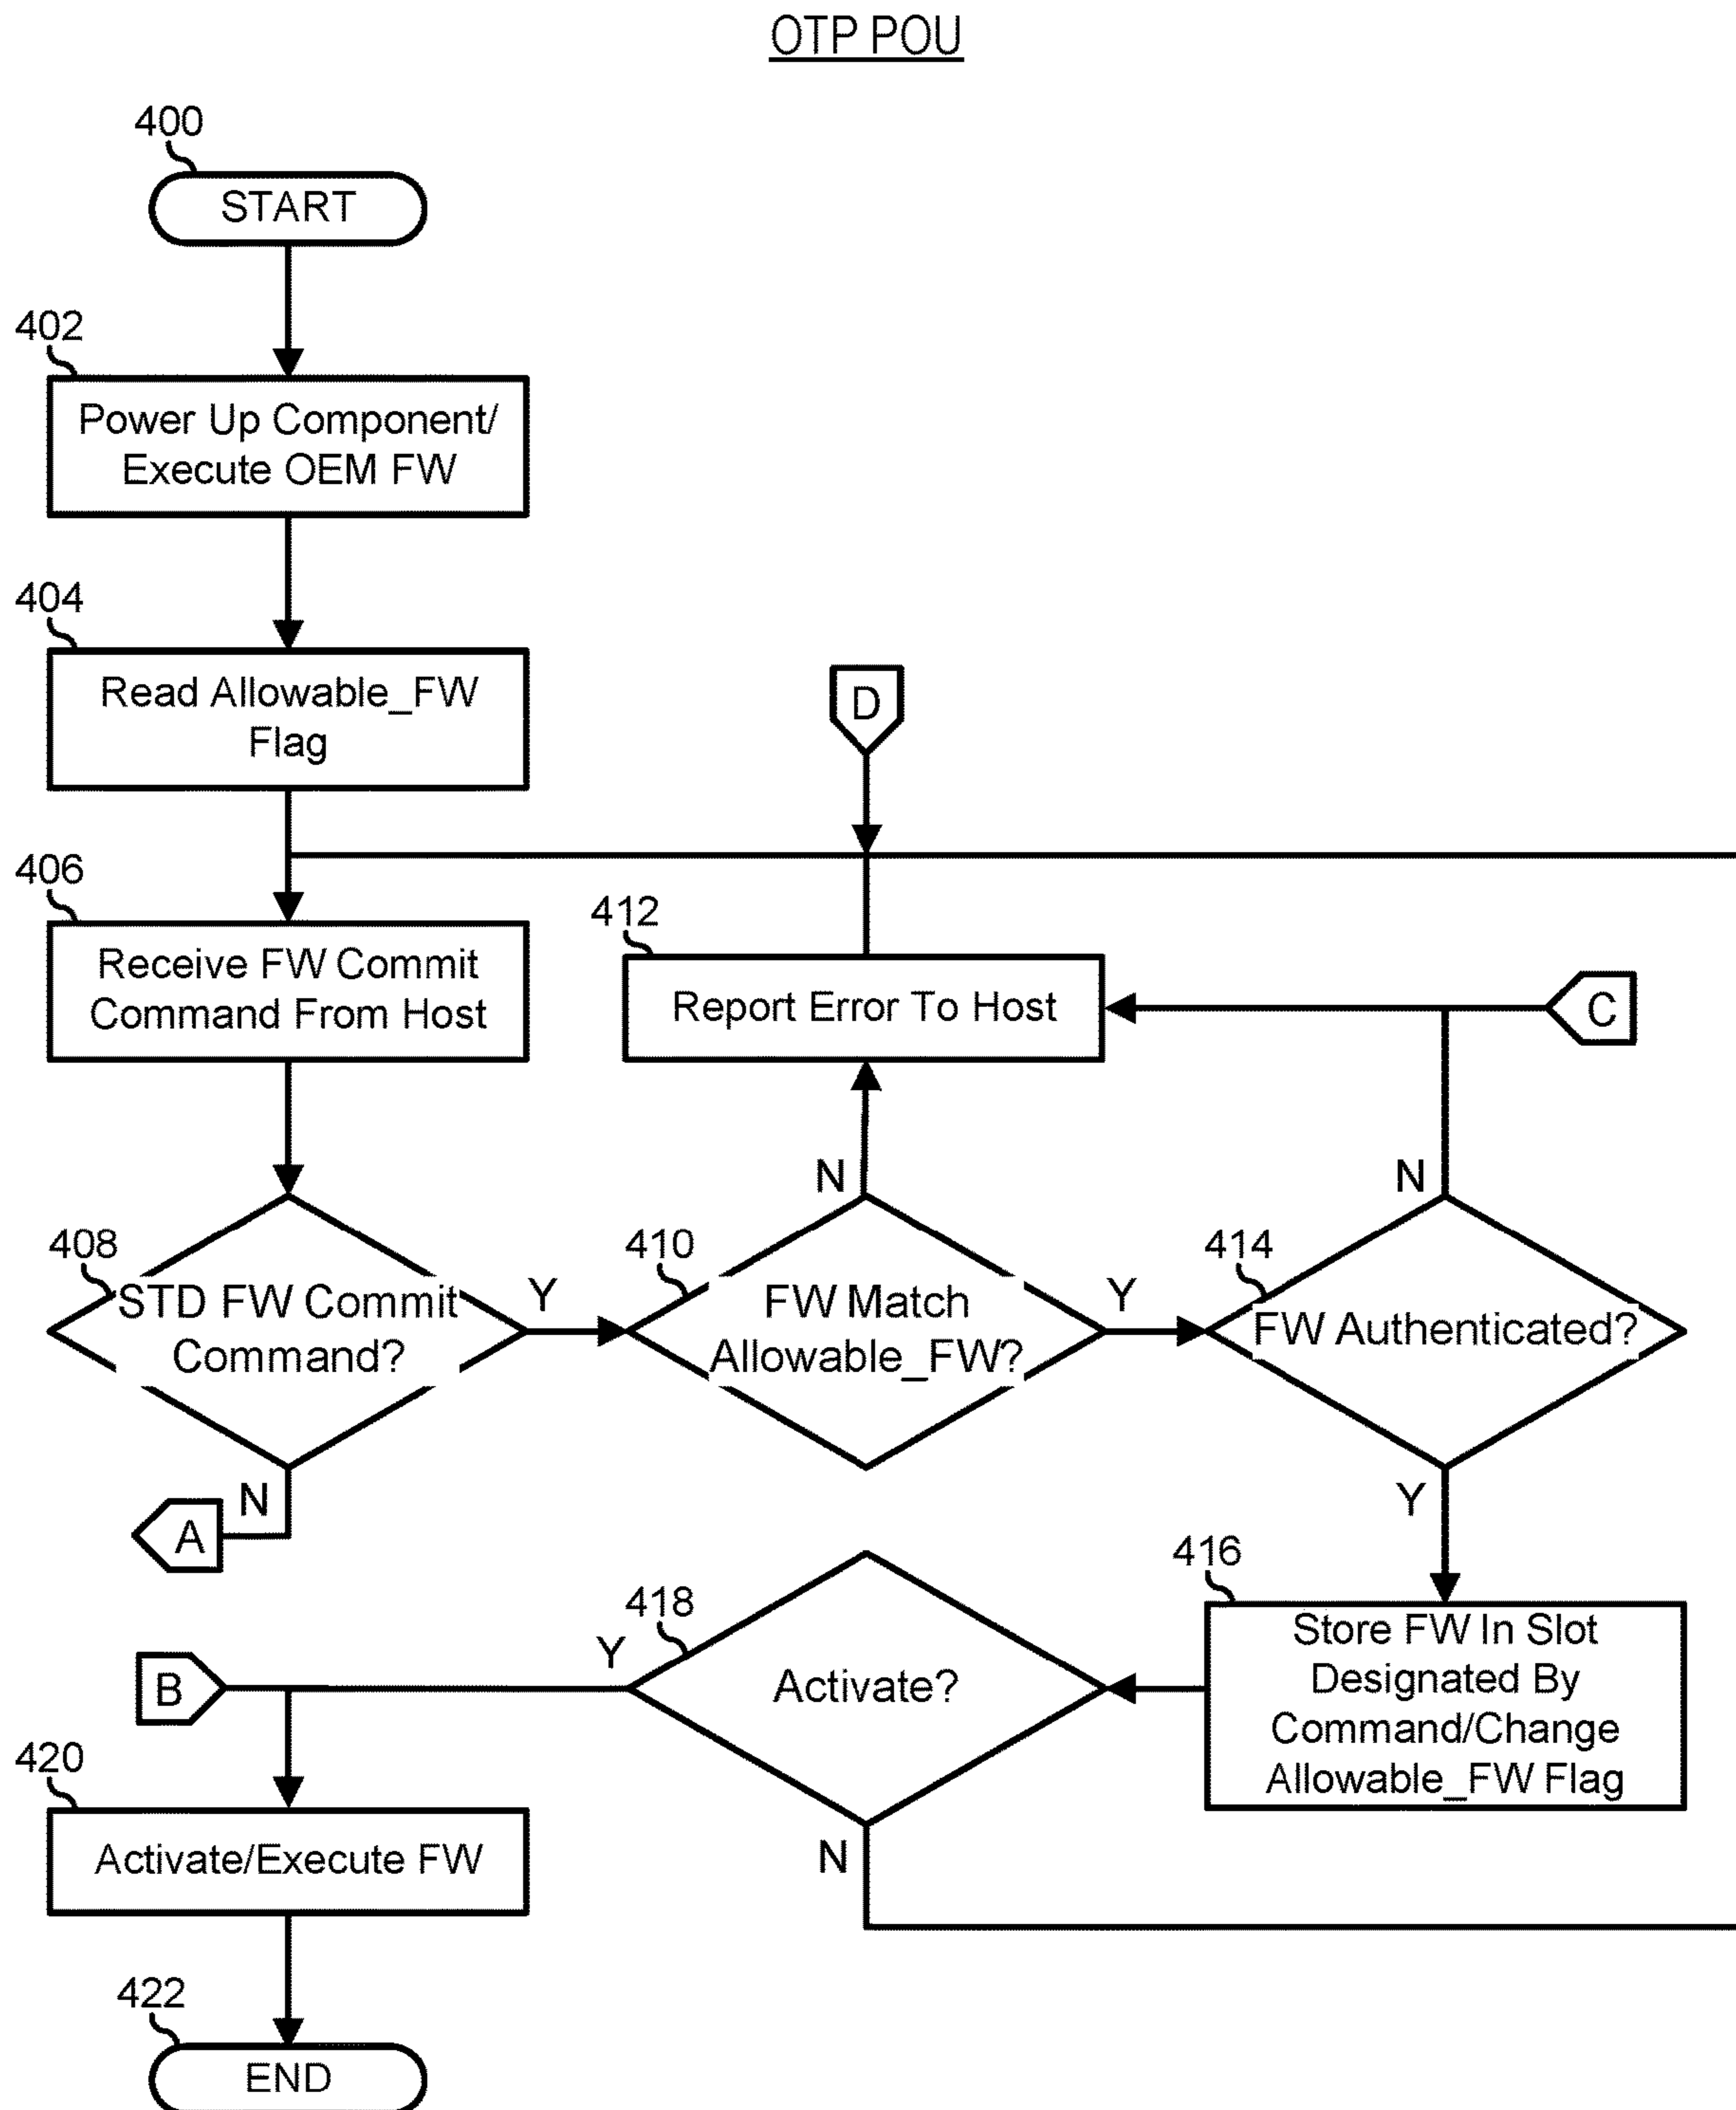 OTP POU
400
START
402
Power Up Component/
Execute OEM FW
404
Read Allowable_FW
Flag
D
406
Receive FW Commit
Command From Host
412
Report Error To Host
C
408
STD FW Commit
Command?
Y
N
A
410
FW Match
Allowable_FW?
N
Y
414
FW Authenticated?
N
Y
416
Store FW In Slot
Designated By
Command/Change
Allowable_FW Flag
418
Activate?
Y
N
B
420
Activate/Execute FW
422
END